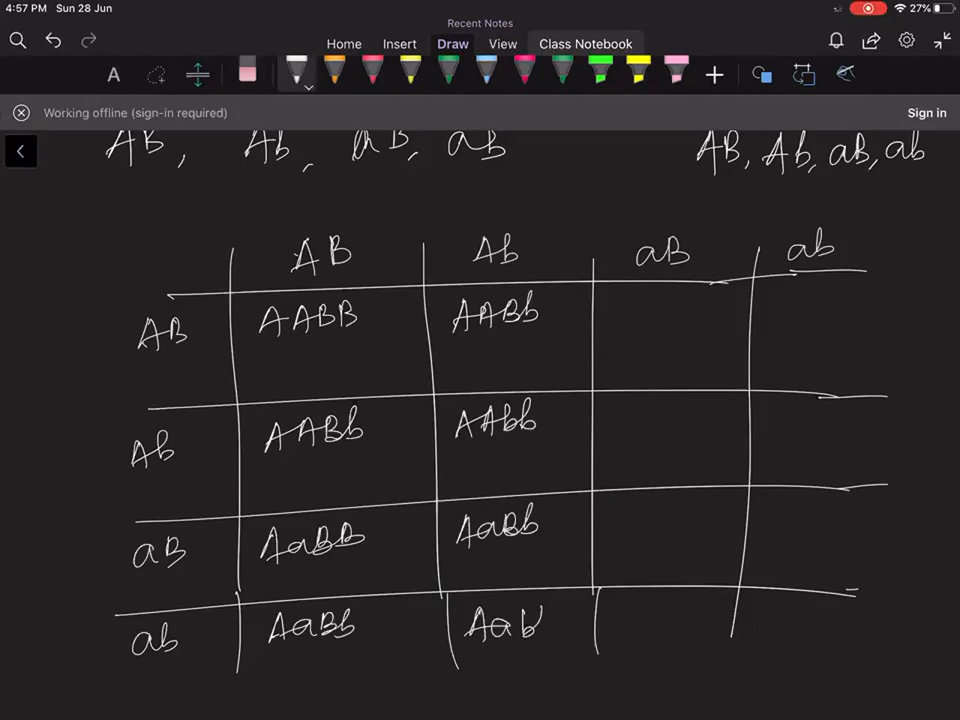 4:57 PM Sun 28 Jun 27%
Recent Notes
Home Insert Draw View Class Notebook
A
Working offline (sign-in required) Sign in
AB, Ab, aB, ab AB, Ab, aB, ab
AB Ab aB ab
AB AABB AABb
Ab AABb AAbb
aB AaBB AaBb
ab AaBb Aab